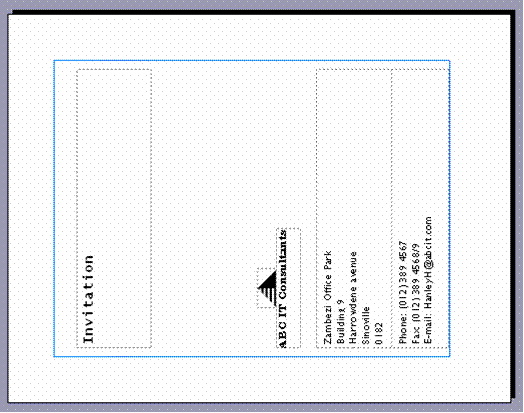 Invitation
ABC IT Consultants
Zambezi Office Park
Building 9
Harrowdene avenue
Sinoville
0182
Phone: (012) 389 4567
Fax: (012) 389 4568/9
E-mail: HanleyH@abcit.com